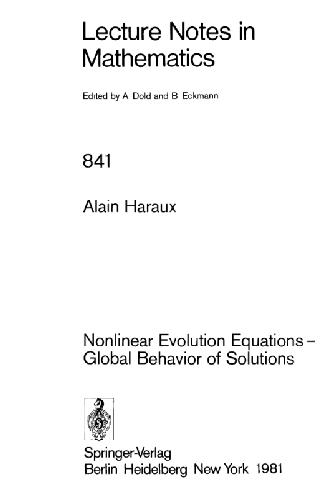 Lecture Notes in
Mathematics
Edited by A. Dold and B. Eckmann
841
Alain Haraux
Nonlinear Evolution Equations –
Global Behavior of Solutions
Springer-Verlag
Berlin Heidelberg New York 1981